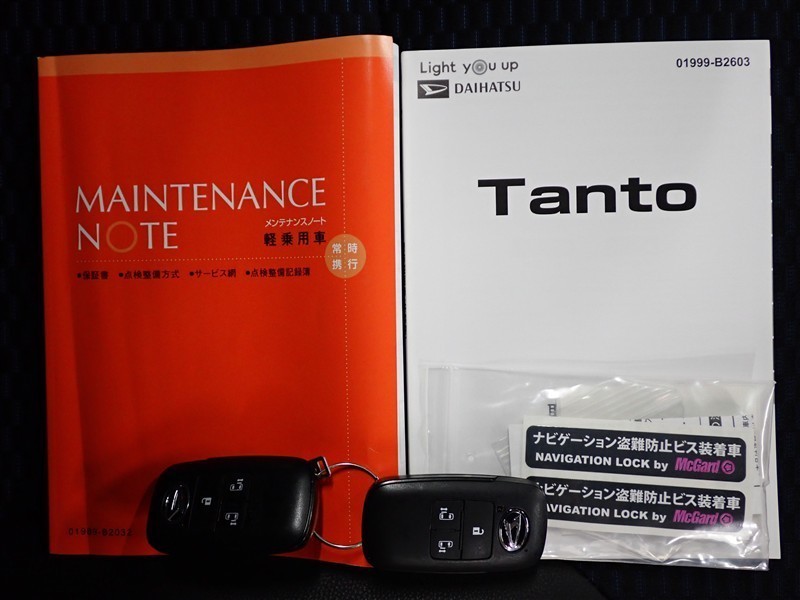 MAINTENANCE
NOTE
メンテナンスノート
軽乗用車
常時
携行
●保証書 ●点検整備方式 ●サービス網 ●点検整備記録簿
Light you up
01999-B2603
DAIHATSU
Tanto
ナビゲーション盗難防止ビス装着車
NAVIGATION LOCK by McGard
ナビゲーション盗難防止ビス装着車
NAVIGATION LOCK by McGard